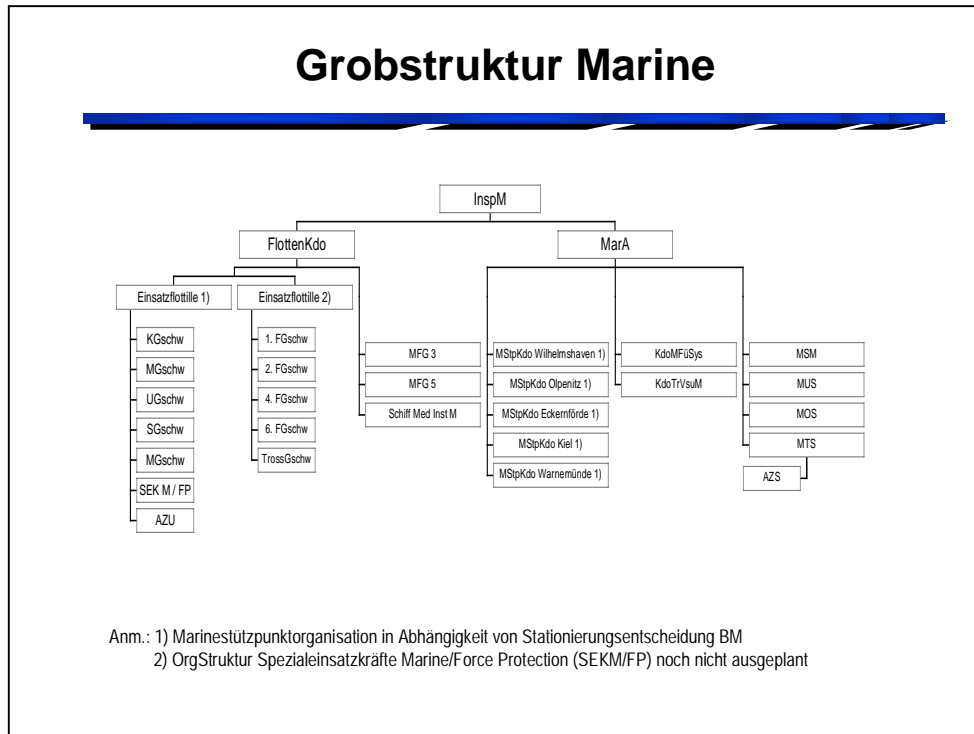 Grobstruktur Marine
InspM
FlottenKdo
MarA
Einsatzflottille 1)
Einsatzflottille 2)
KGschw
MGschw
UGschw
SGschw
MGschw
SEK M / FP
AZU
1. FGschw
2. FGschw
4. FGschw
6. FGschw
TrossGschw
MFG 3
MFG 5
Schiff Med Inst M
MStpKdo Wilhelmshaven 1)
MStpKdo Olpenitz 1)
MStpKdo Eckernförde 1)
MStpKdo Kiel 1)
MStpKdo Warnemünde 1)
KdoMFüSys
KdoTrVsuM
MSM
MUS
MOS
MTS
AZS
Anm.: 1) Marinestützpunktorganisation in Abhängigkeit von Stationierungsentscheidung BM
2) OrgStruktur Spezialeinsatzkräfte Marine/Force Protection (SEKM/FP) noch nicht ausgeplant